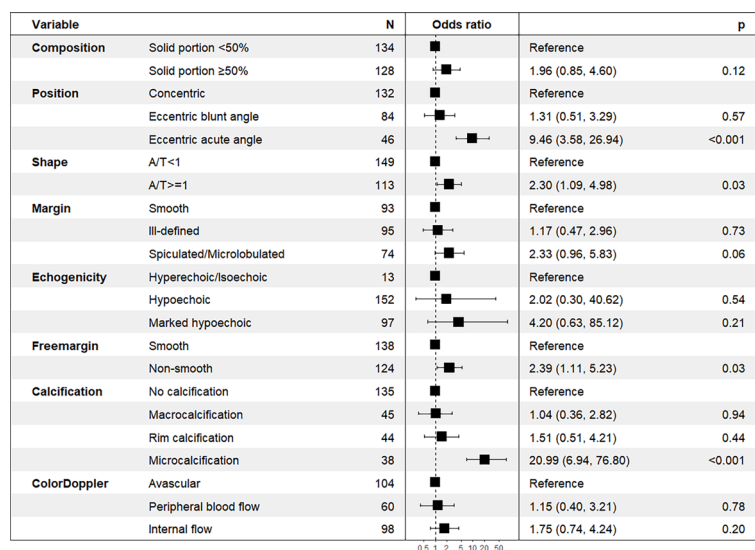 Variable N Odds ratio p
Composition Solid portion <50% 134 Reference
Solid portion ≥50% 128 1.96 (0.85, 4.60) 0.12
Position Concentric 132 Reference
Eccentric blunt angle 84 1.31 (0.51, 3.29) 0.57
Eccentric acute angle 46 9.46 (3.58, 26.94) <0.001
Shape A/T<1 149 Reference
A/T>=1 113 2.30 (1.09, 4.98) 0.03
Margin Smooth 93 Reference
Ill-defined 95 1.17 (0.47, 2.96) 0.73
Spiculated/Microlobulated 74 2.33 (0.96, 5.83) 0.06
Echogenicity Hyperechoic/Isoechoic 13 Reference
Hypoechoic 152 2.02 (0.30, 40.62) 0.54
Marked hypoechoic 97 4.20 (0.63, 85.12) 0.21
Freemargin Smooth 138 Reference
Non-smooth 124 2.39 (1.11, 5.23) 0.03
Calcification No calcification 135 Reference
Macrocalcification 45 1.04 (0.36, 2.82) 0.94
Rim calcification 44 1.51 (0.51, 4.21) 0.44
Microcalcification 38 20.99 (6.94, 76.80) <0.001
ColorDoppler Avascular 104 Reference
Peripheral blood flow 60 1.15 (0.40, 3.21) 0.78
Internal flow 98 1.75 (0.74, 4.24) 0.20
0.5 1 2 5 10 20 50